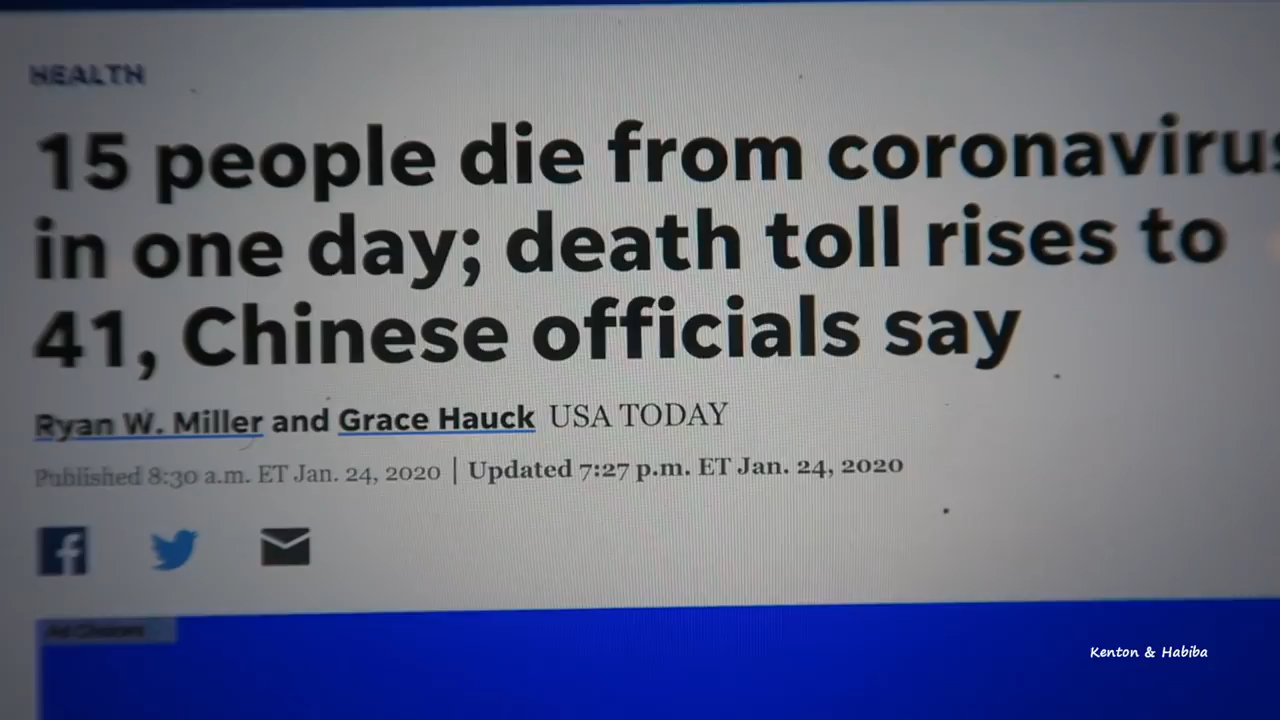 HEALTH
15 people die from coronavirus
in one day; death toll rises to
41, Chinese officials say
Ryan W. Miller and Grace Hauck USA TODAY
Published 8:30 a.m. ET Jan. 24, 2020 | Updated 7:27 p.m. ET Jan. 24, 2020
Ad Choices
Kenton & Habiba